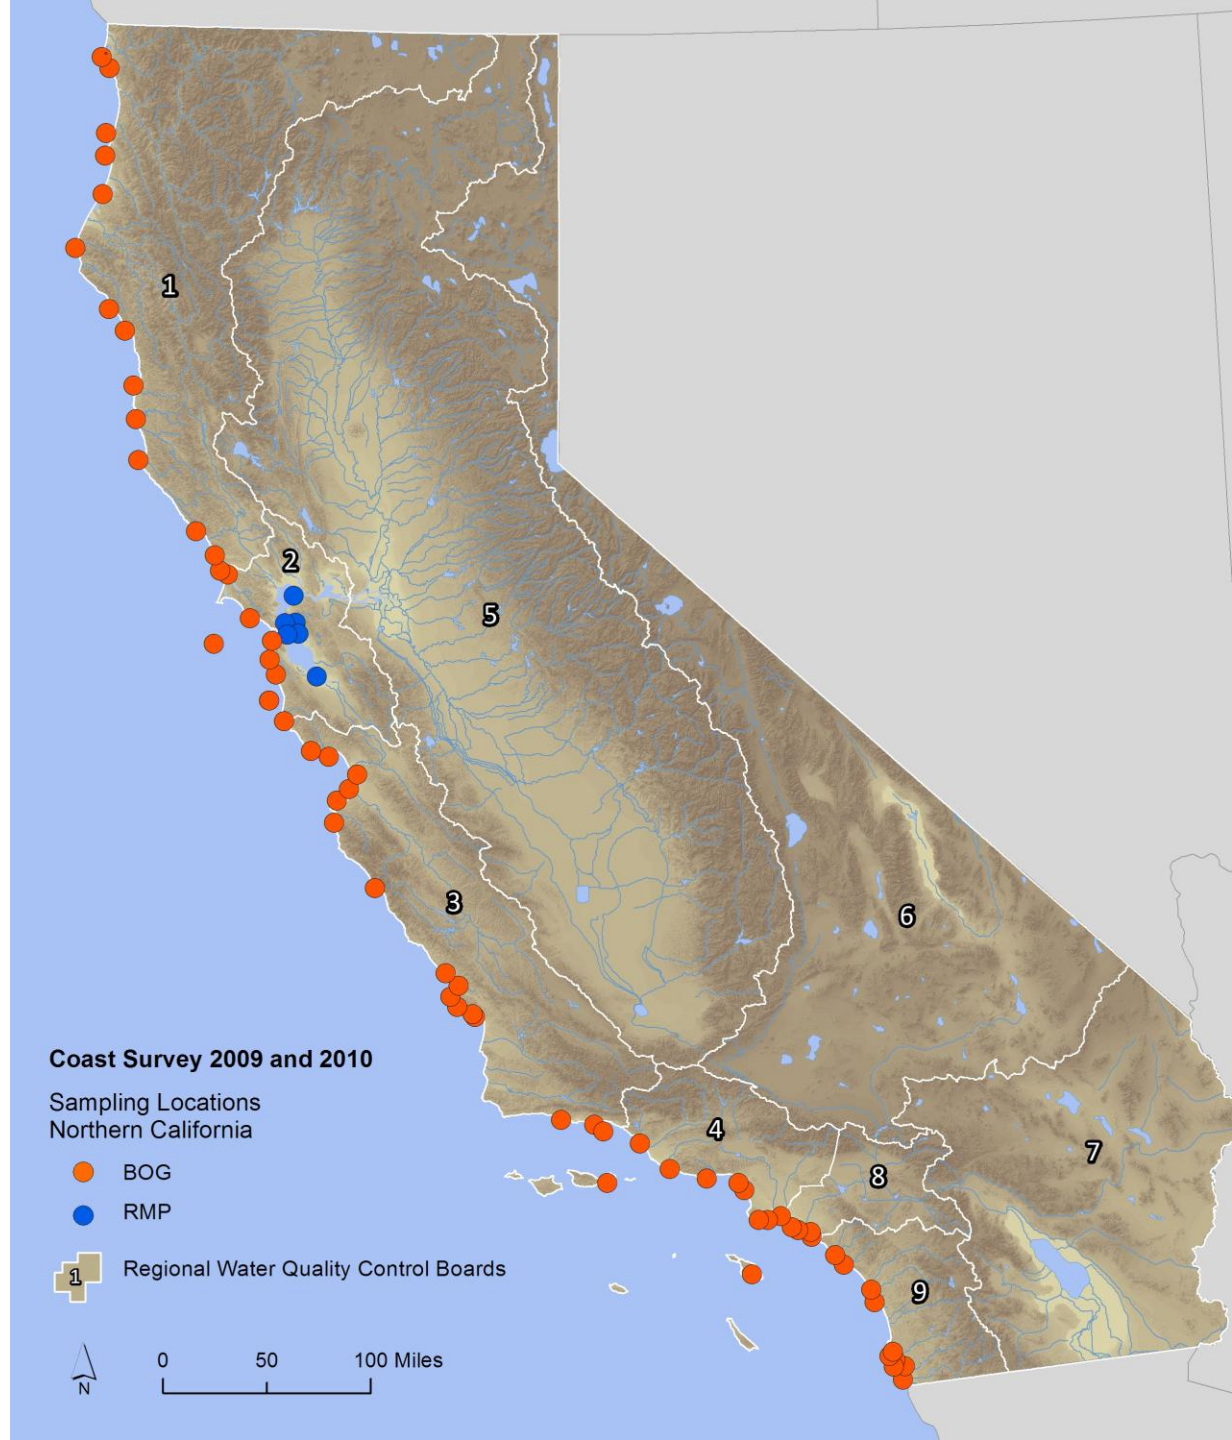 1
2
5
3
6
Coast Survey 2009 and 2010
Sampling Locations
Northern California
BOG
RMP
1 Regional Water Quality Control Boards
4
7
8
9
0 50 100 Miles
N